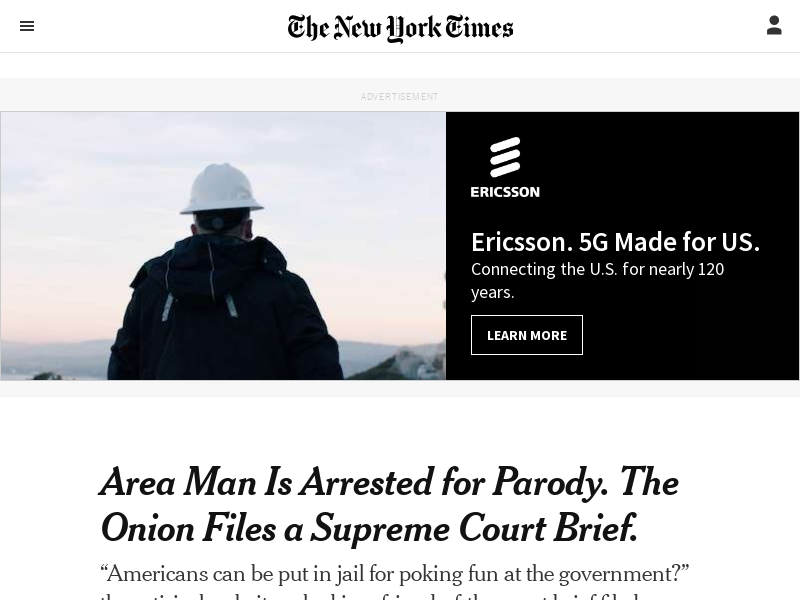 The New York Times
ADVERTISEMENT
ERICSSON
Ericsson. 5G Made for US.
Connecting the U.S. for nearly 120
years.
LEARN MORE
Area Man Is Arrested for Parody. The
Onion Files a Supreme Court Brief.
“Americans can be put in jail for poking fun at the government?”